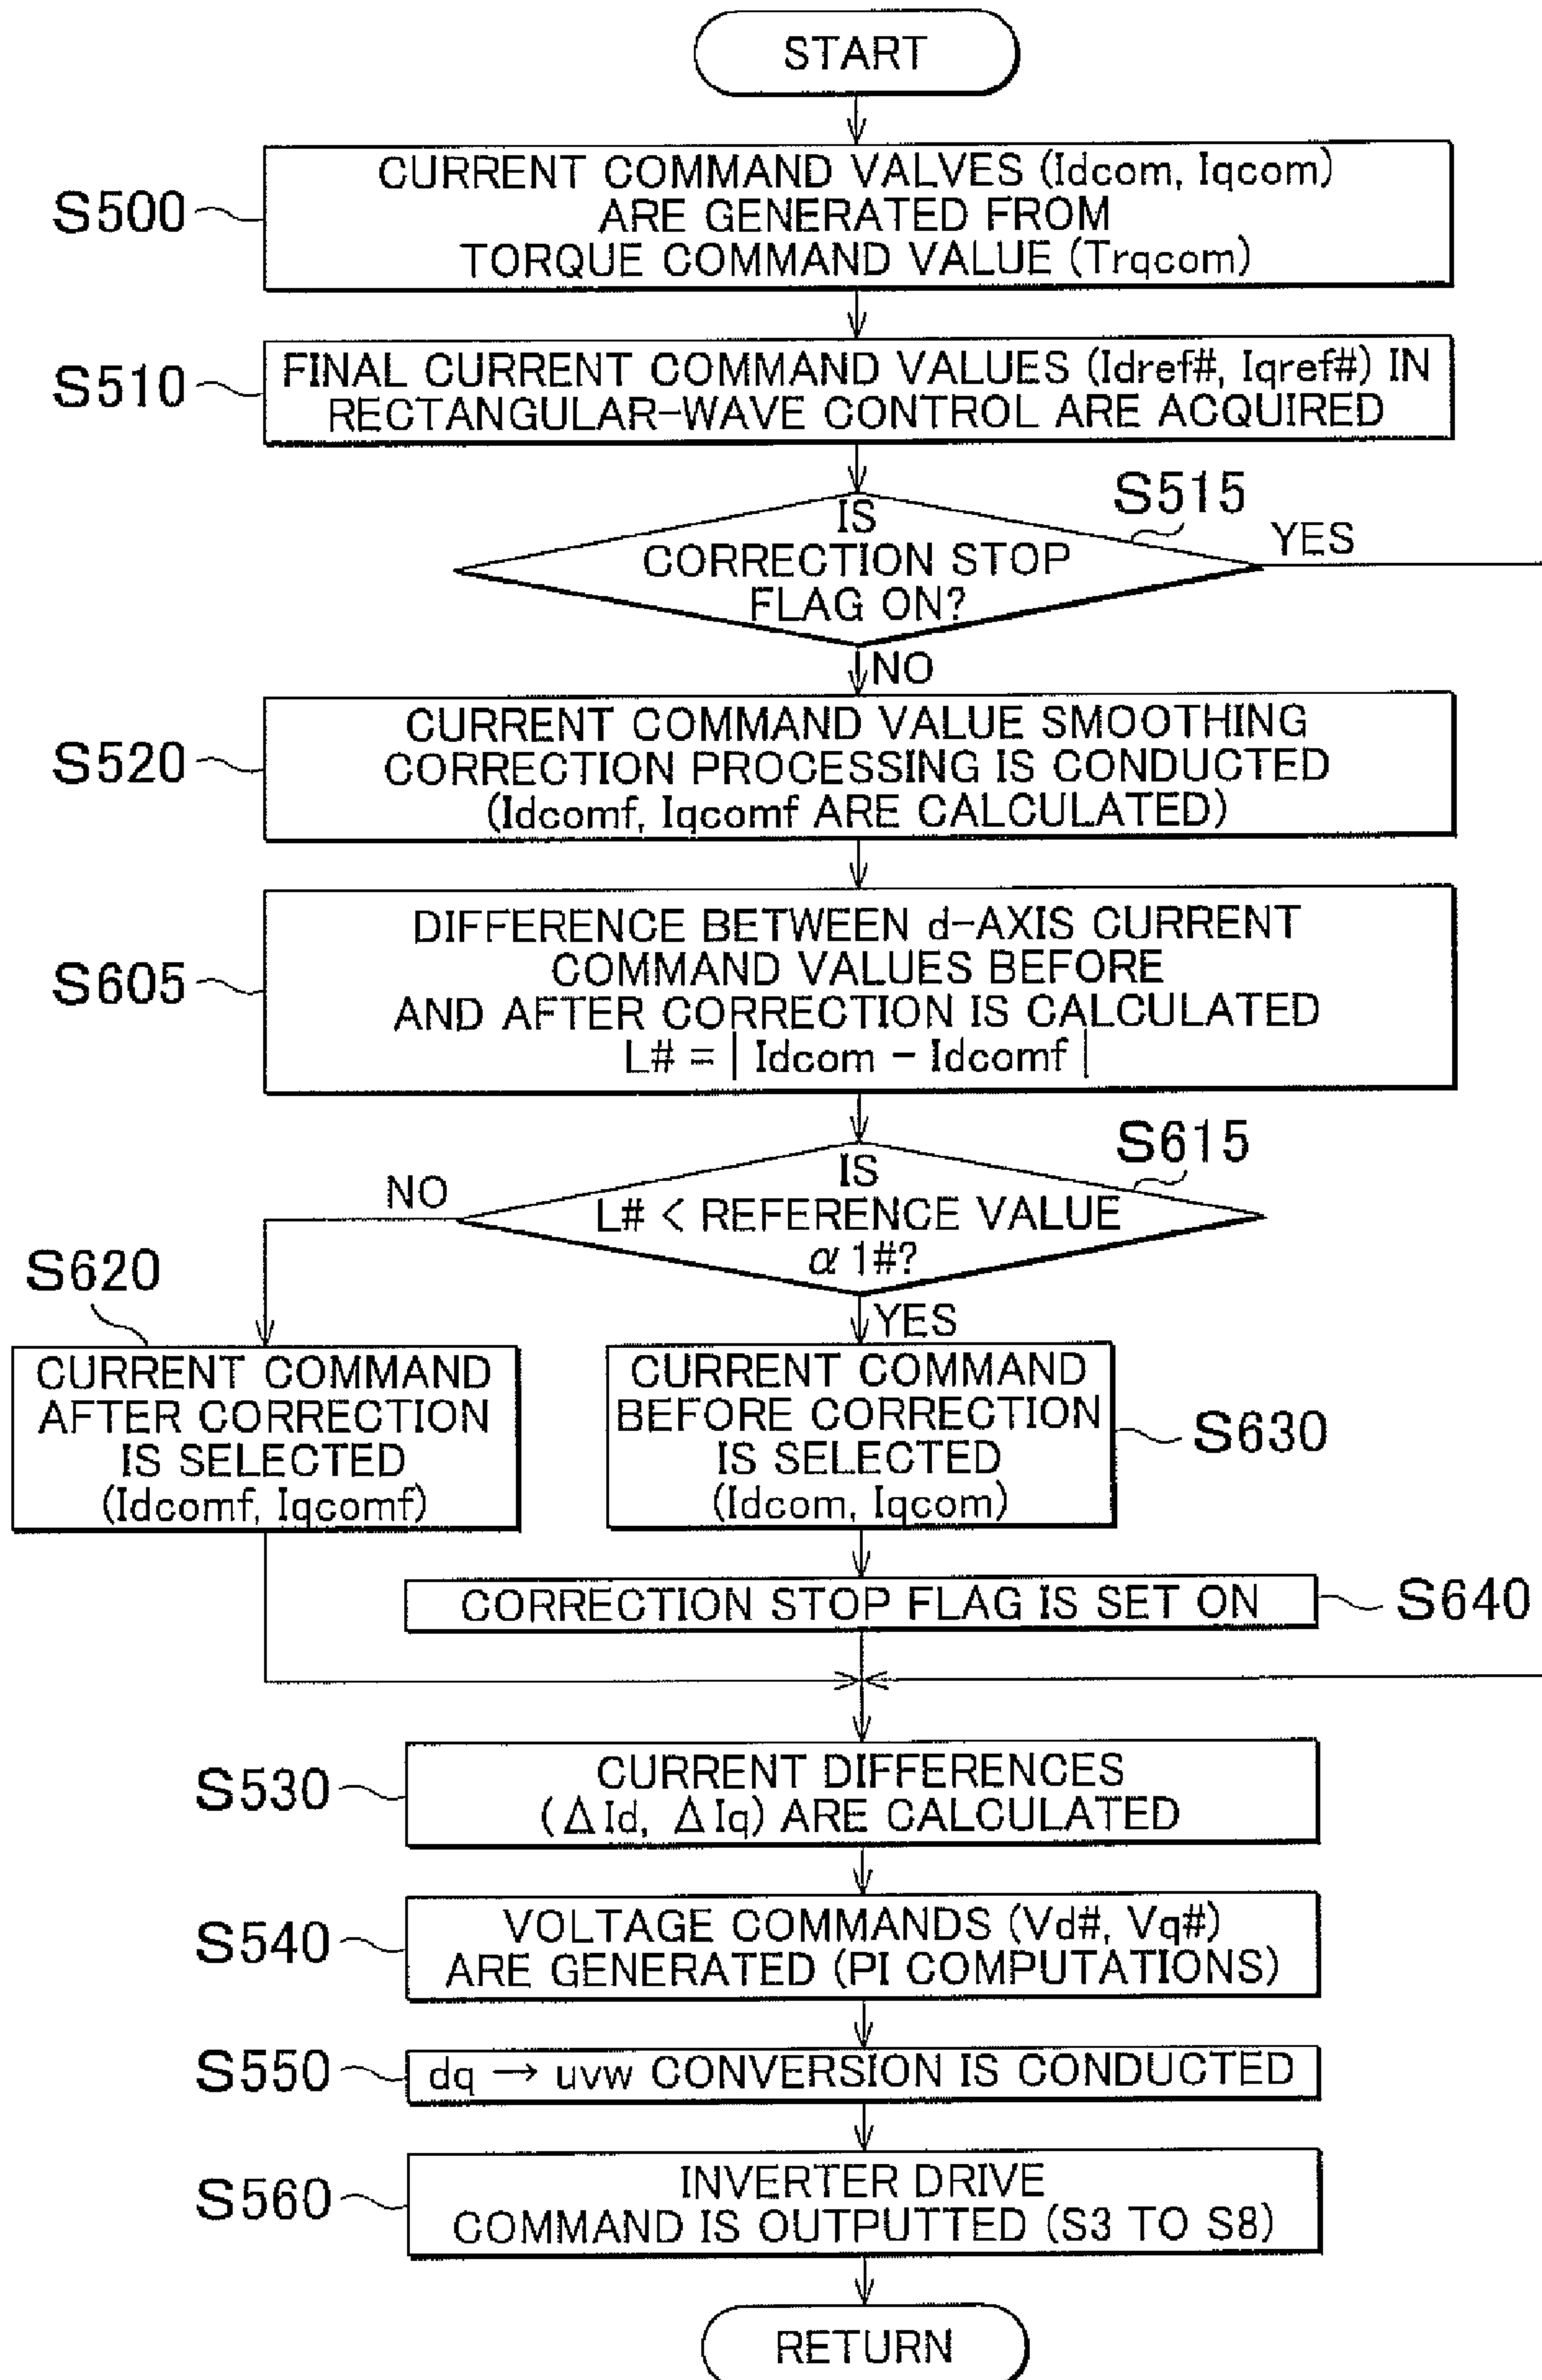 START
CURRENT COMMAND VALVES (Idcom, Iqcom)
ARE GENERATED FROM
TORQUE COMMAND VALUE (Trqcom)
S500
FINAL CURRENT COMMAND VALUES (Idref#, Iqref#) IN
RECTANGULAR-WAVE CONTROL ARE ACQUIRED
S510
S515
IS
CORRECTION STOP
FLAG ON?
YES
NO
CURRENT COMMAND VALUE SMOOTHING
CORRECTION PROCESSING IS CONDUCTED
(Idcomf, Iqcomf ARE CALCULATED)
S520
DIFFERENCE BETWEEN d-AXIS CURRENT
COMMAND VALUES BEFORE
AND AFTER CORRECTION IS CALCULATED
L# = | Idcom - Idcomf |
S605
S615
IS
L# < REFERENCE VALUE
α 1#?
NO
YES
S620
CURRENT COMMAND
AFTER CORRECTION
IS SELECTED
(Idcomf, Iqcomf)
CURRENT COMMAND
BEFORE CORRECTION
IS SELECTED
(Idcom, Iqcom)
S630
CORRECTION STOP FLAG IS SET ON
S640
S530
CURRENT DIFFERENCES
(ΔId, ΔIq) ARE CALCULATED
S540
VOLTAGE COMMANDS (Vd#, Vq#)
ARE GENERATED (PI COMPUTATIONS)
S550
dq → uvw CONVERSION IS CONDUCTED
S560
INVERTER DRIVE
COMMAND IS OUTPUTTED (S3 TO S8)
RETURN